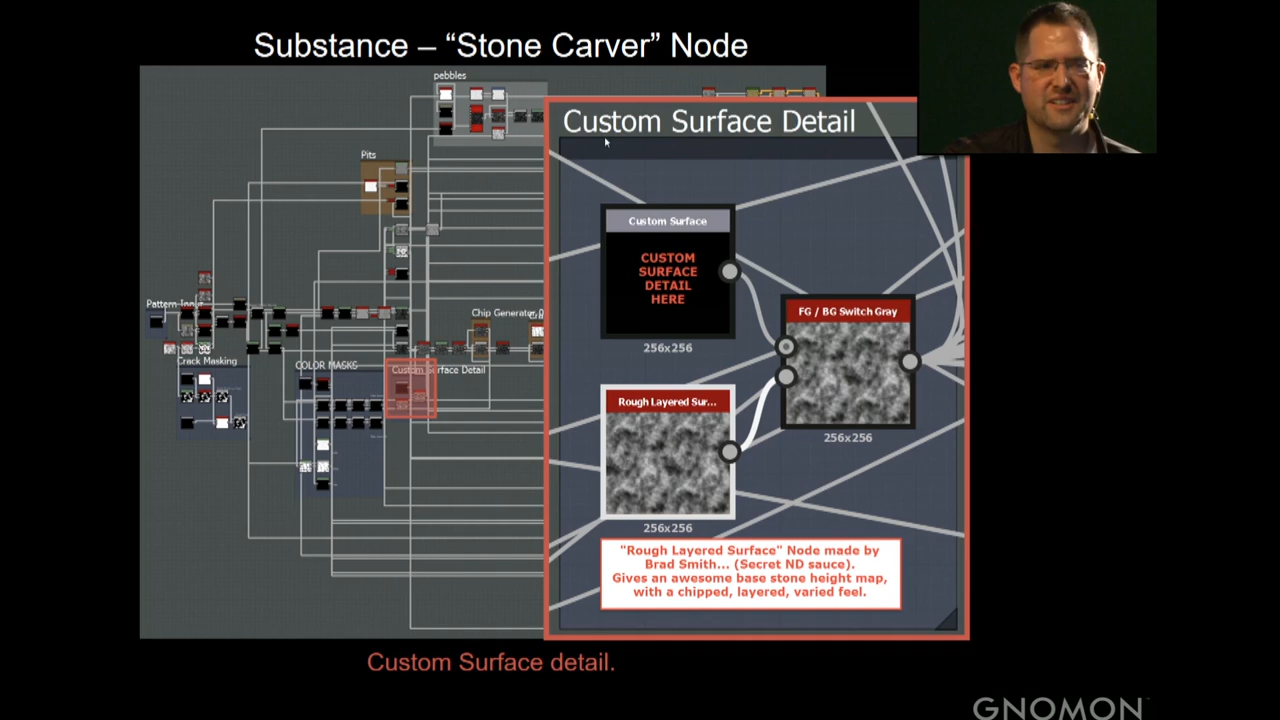 Substance – “Stone Carver” Node
pebbles
Custom Surface Detail
Pits
Custom Surface
CUSTOM
SURFACE
DETAIL
HERE
256x256
FG / BG Switch Gray
256x256
Pattern-Input
Chip Generator
Crack Masking
COLOR MASKS
Custom Surface Detail
Rough Layered Sur...
256x256
"Rough Layered Surface" Node made by
Brad Smith... (Secret ND sauce).
Gives an awesome base stone height map,
with a chipped, layered, varied feel.
Custom Surface detail.
GNOMON